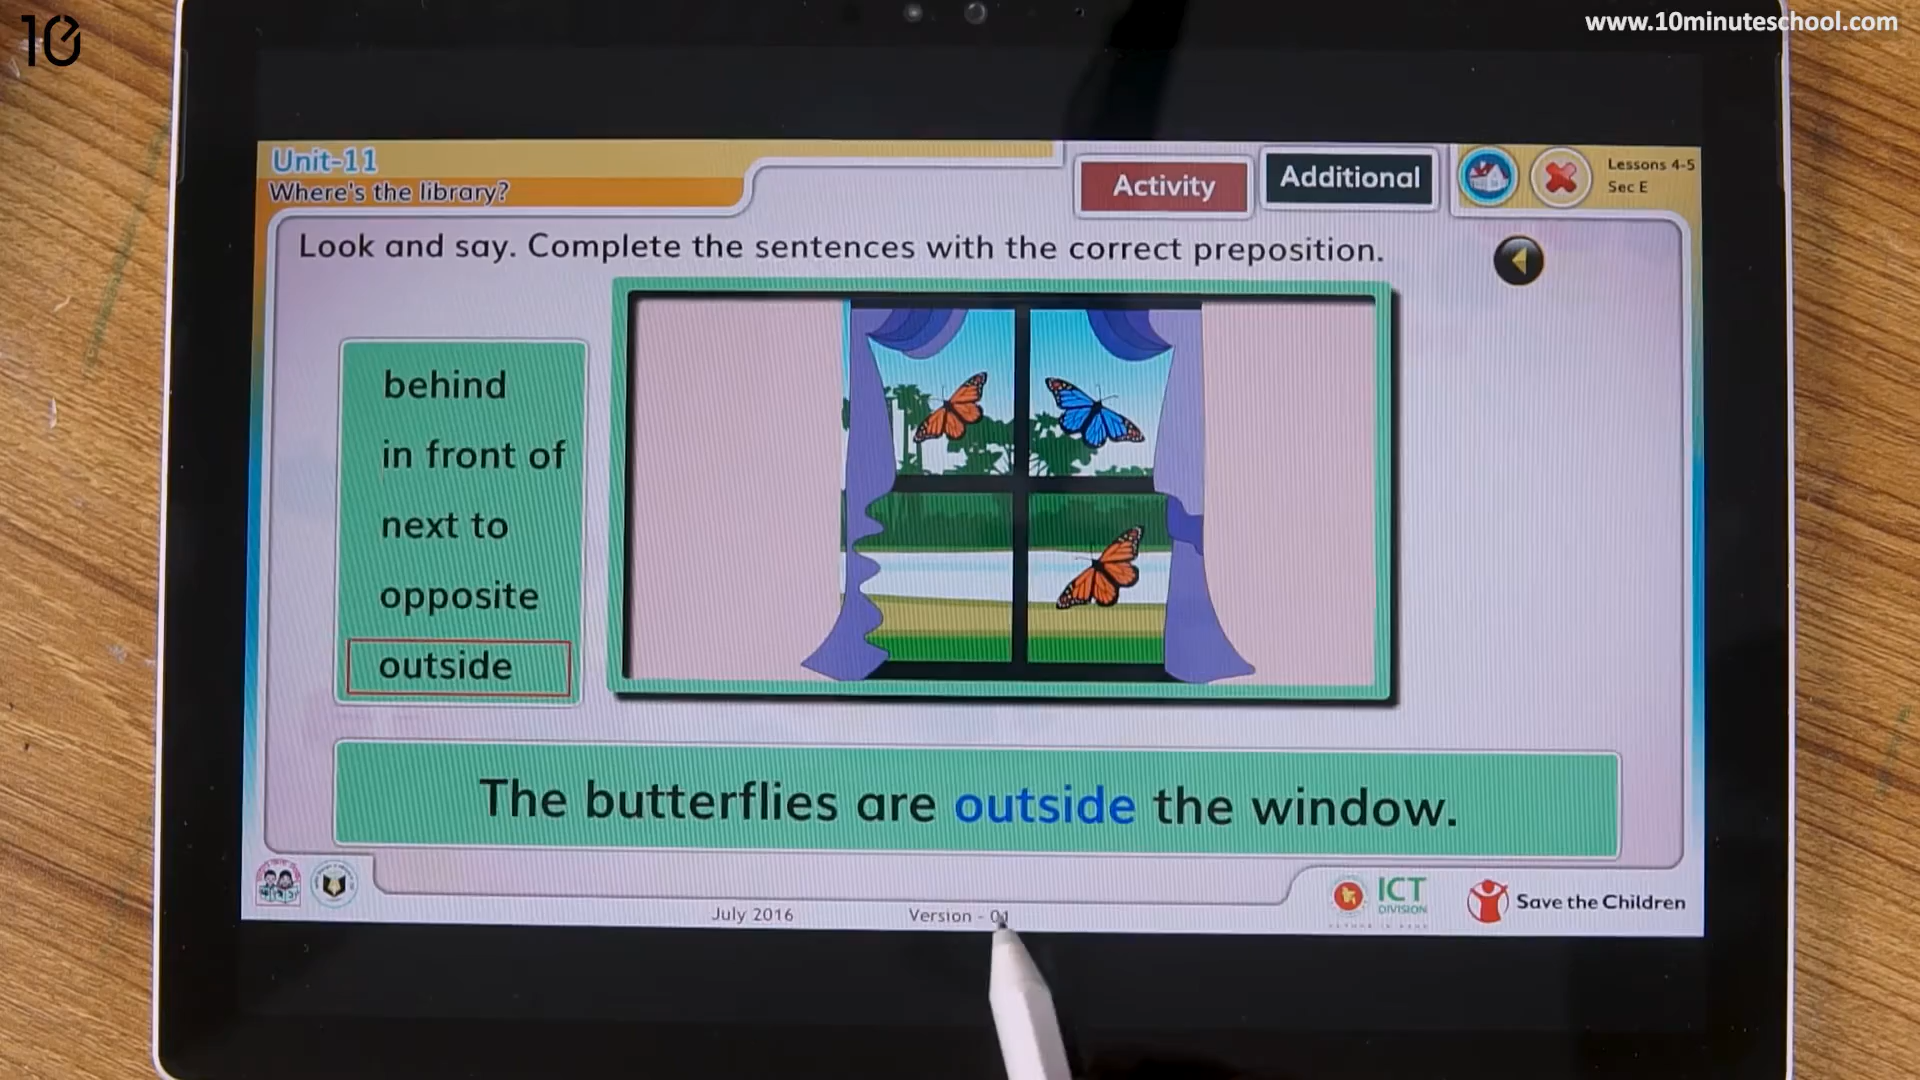 10
www.10minuteschool.com
Unit-11
Where's the library?
Activity
Additional
Lessons 4-5
Sec E
Look and say. Complete the sentences with the correct preposition.
behind
in front of
next to
opposite
outside
The butterflies are outside the window.
July 2016
Version - 01
ICT
DIVISION
Save the Children